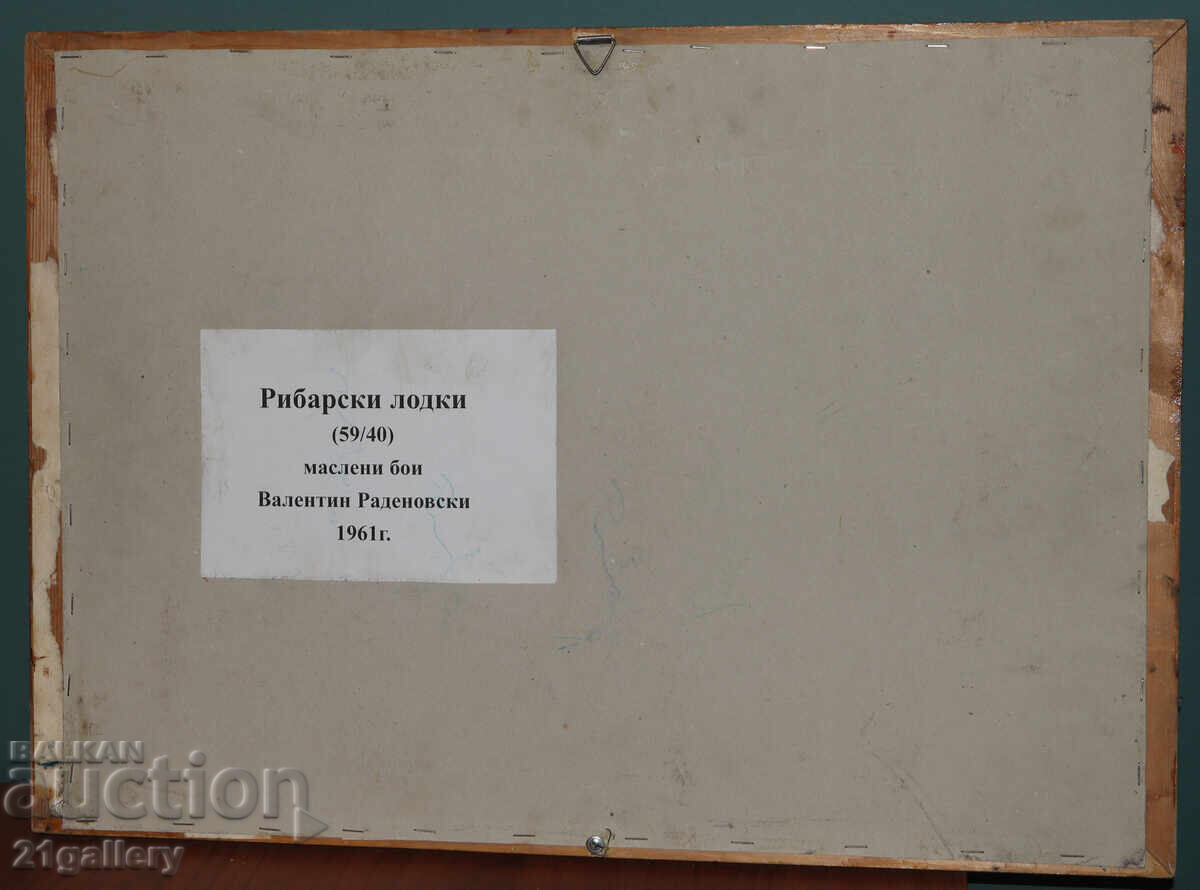 Рибарски лодки
(59/40)
маслени бои
Валентин Раденовски
1961г.
BALKAN
auction
21gallery